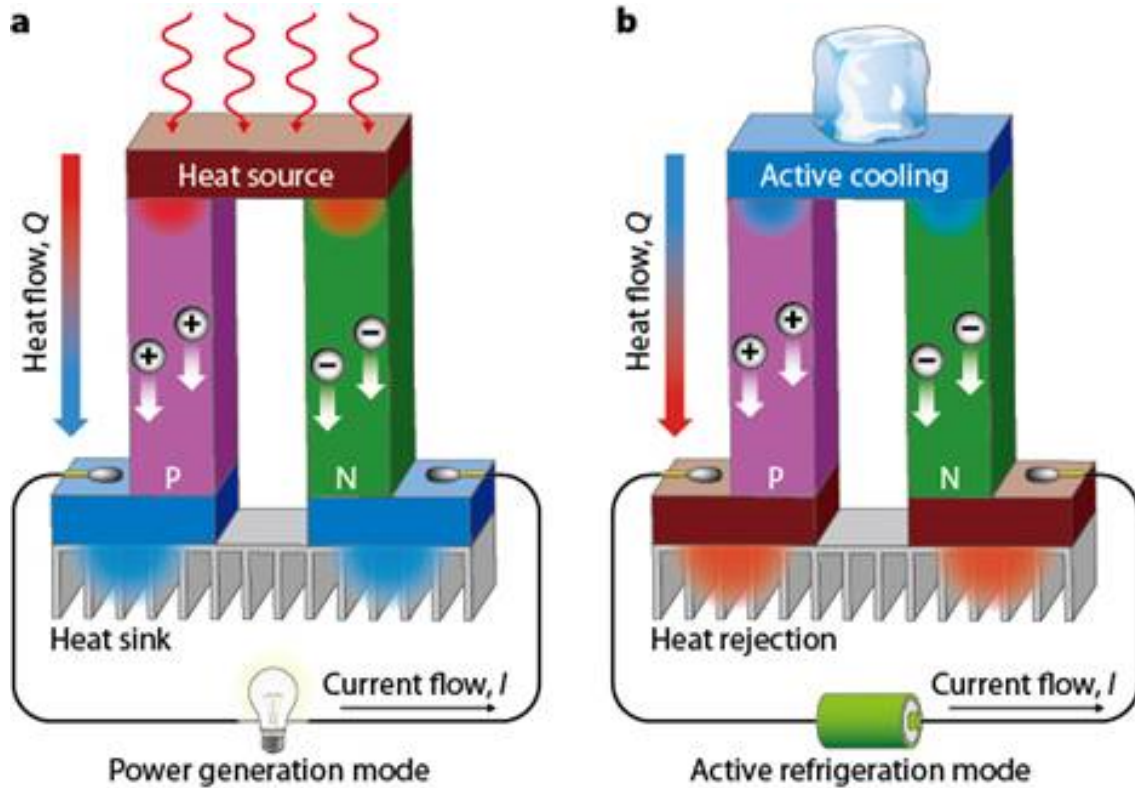 a
Heat source
Heat flow, Q
+
+
−
−
P
N
Heat sink
Current flow, I
Power generation mode
b
Active cooling
Heat flow, Q
+
+
−
−
P
N
Heat rejection
Current flow, I
Active refrigeration mode